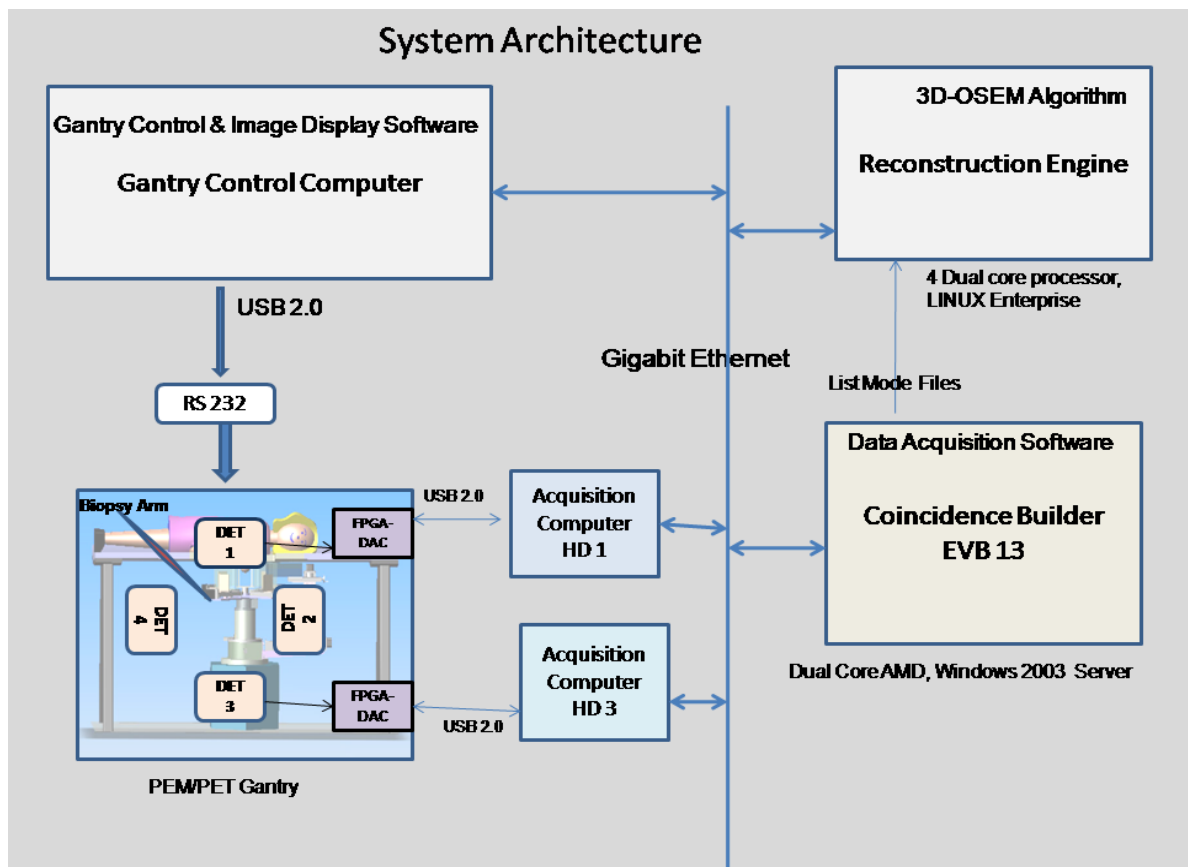 System Architecture
Gantry Control & Image Display Software
Gantry Control Computer
3D-OSEM Algorithm
Reconstruction Engine
4 Dual core processor,
LINUX Enterprise
USB 2.0
Gigabit Ethernet
List Mode Files
RS 232
Data Acquisition Software
Coincidence Builder
EVB 13
Dual Core AMD, Windows 2003 Server
Biopsy Arm
DET
1
FPGA-
DAC
USB 2.0
Acquisition
Computer
HD 1
DET
4
DET
2
DET
3
FPGA-
DAC
USB 2.0
Acquisition
Computer
HD 3
PEM/PET Gantry